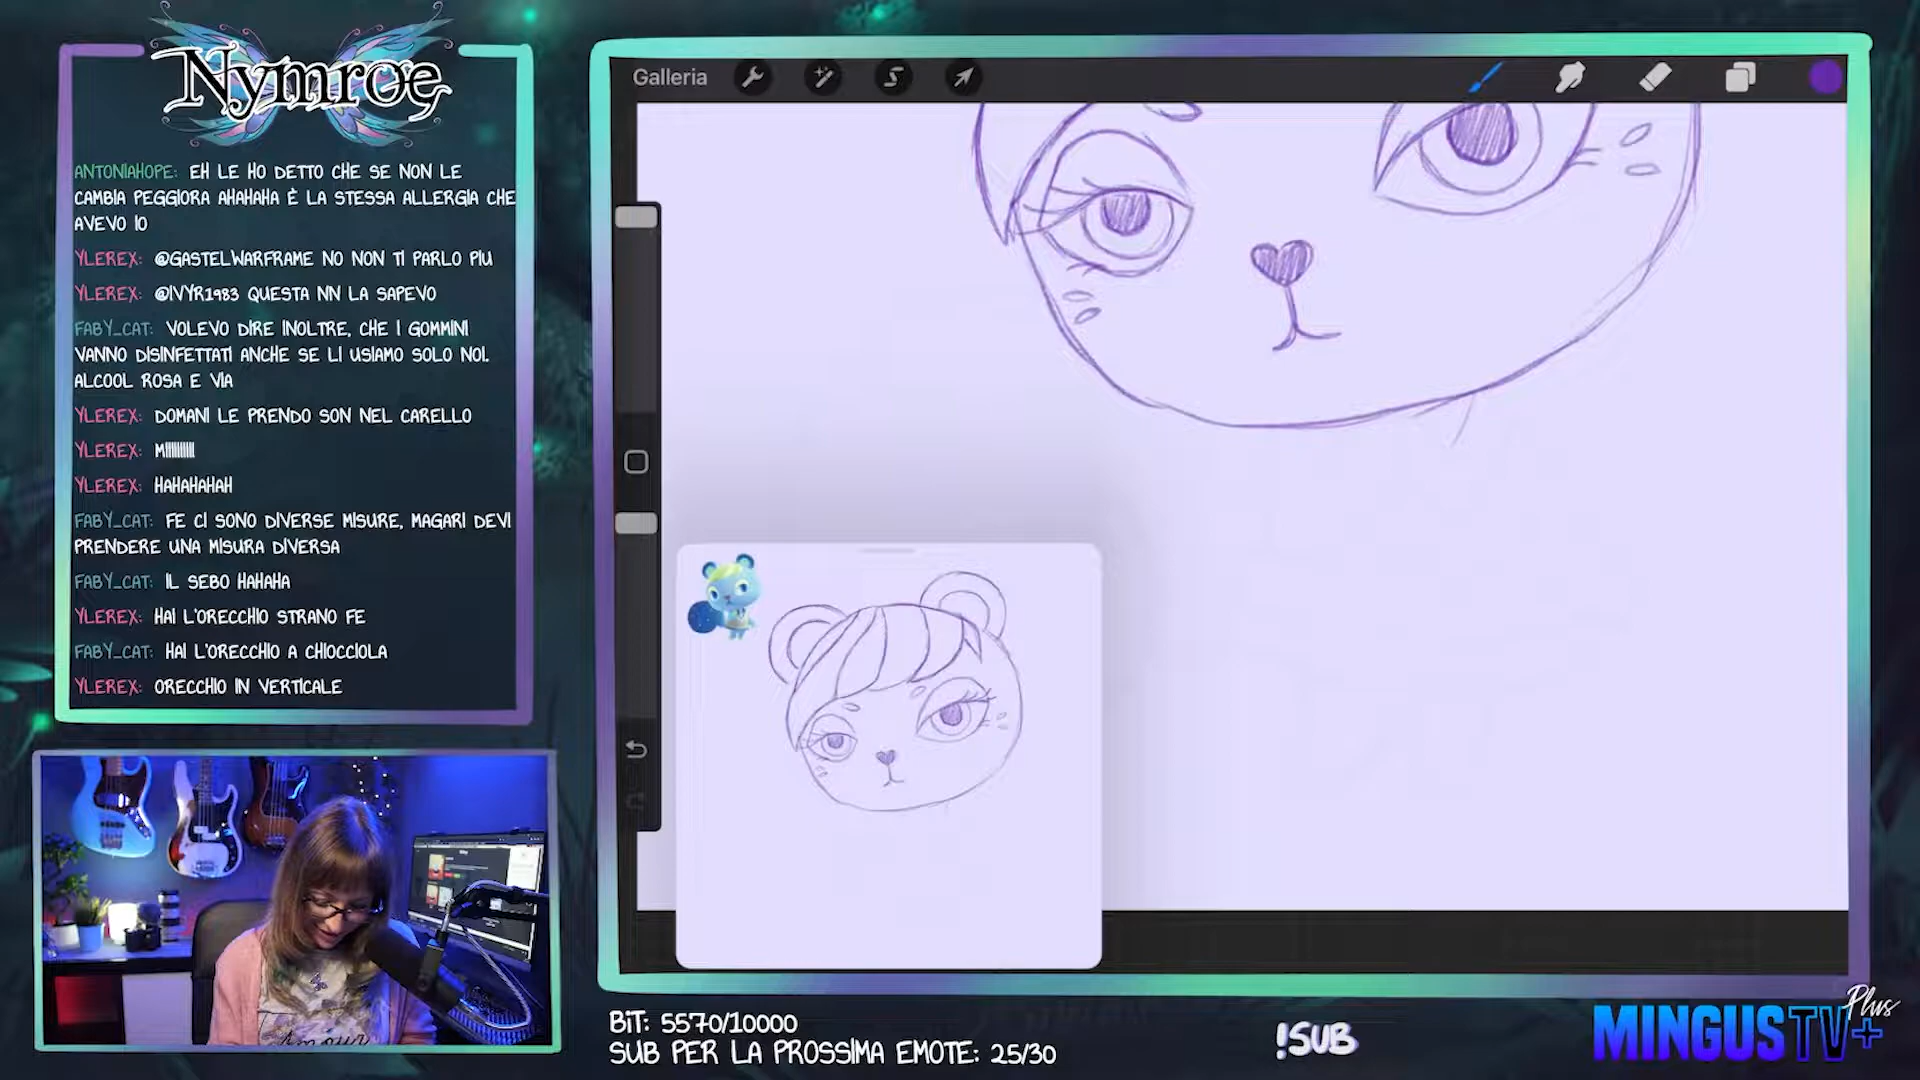 Nymroe
ANTONIAHOPE: EH LE HO DETTO CHE SE NON LE
CAMBIA PEGGIORA AHAHAHA È LA STESSA ALLERGIA CHE
AVEVO IO
YLEREX: @GASTELWARFRAME NO NON TI PARLO PIU
YLEREX: @IVYR1983 QUESTA NN LA SAPEVO
FABY_CAT: VOLEVO DIRE INOLTRE, CHE I GOMMINI
VANNO DISINFETTATI ANCHE SE LI USIAMO SOLO NOI.
ALCOOL ROSA E VIA
YLEREX: DOMANI LE PRENDO SON NEL CARELLO
YLEREX: MIIIIIIIIII
YLEREX: HAHAHAHAH
FABY_CAT: FE CI SONO DIVERSE MISURE, MAGARI DEVI
PRENDERE UNA MISURA DIVERSA
FABY_CAT: IL SEBO HAHAHA
YLEREX: HAI L'ORECCHIO STRANO FE
FABY_CAT: HAI L'ORECCHIO A CHIOCCIOLA
YLEREX: ORECCHIO IN VERTICALE
Galleria
BIT: 5570/10000
SUB PER LA PROSSIMA EMOTE: 25/30
!SUB
MINGUSTV+
Plus